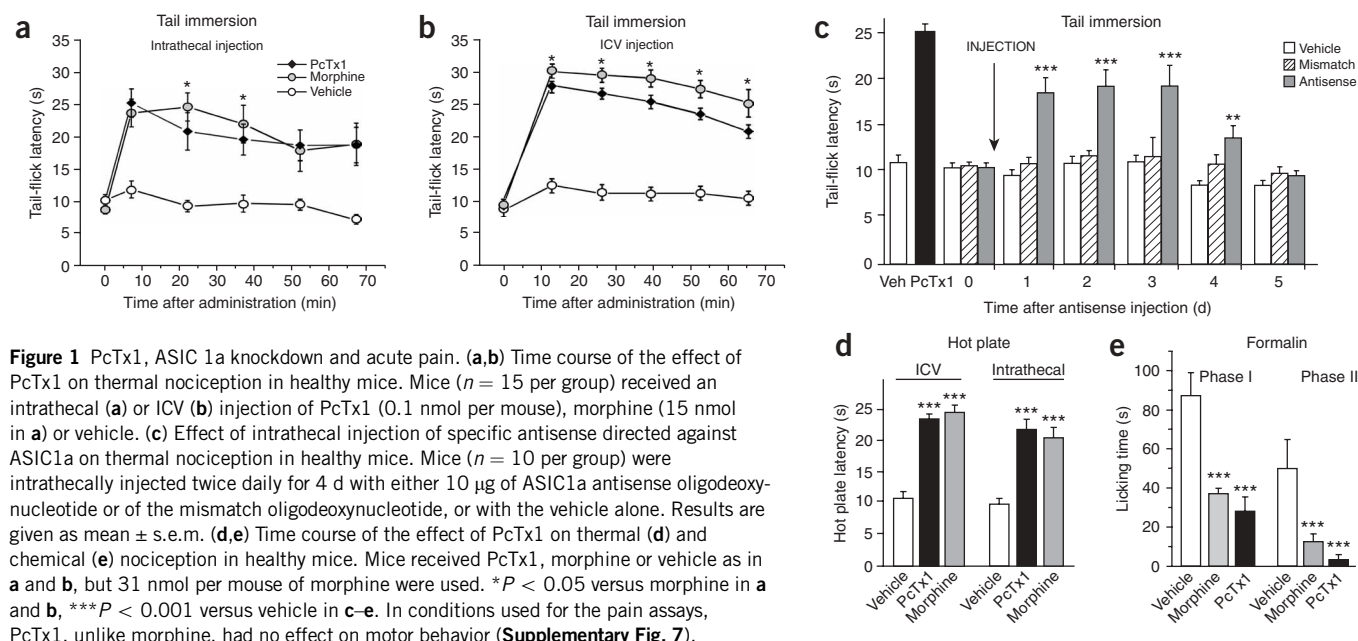 a
Tail immersion
Intrathecal injection
35
30
25
20
15
10
5
0
Tail-flick latency (s)
PcTx1
Morphine
Vehicle
*
*
0 10 20 30 40 50 60 70
Time after administration (min)
b
Tail immersion
ICV injection
35
30
25
20
15
10
5
0
Tail-flick latency (s)
* * * * *
0 10 20 30 40 50 60 70
Time after administration (min)
c
Tail immersion
INJECTION
25
20
15
10
5
0
Tail-flick latency (s)
*** *** *** **
Vehicle
Mismatch
Antisense
Veh PcTx1 0 1 2 3 4 5
Time after antisense injection (d)
Figure 1 PcTx1, ASIC 1a knockdown and acute pain. (a,b) Time course of the effect of
PcTx1 on thermal nociception in healthy mice. Mice (n = 15 per group) received an
intrathecal (a) or ICV (b) injection of PcTx1 (0.1 nmol per mouse), morphine (15 nmol
in a) or vehicle. (c) Effect of intrathecal injection of specific antisense directed against
ASIC1a on thermal nociception in healthy mice. Mice (n = 10 per group) were
intrathecally injected twice daily for 4 d with either 10 μg of ASIC1a antisense oligodeoxy-
nucleotide or of the mismatch oligodeoxynucleotide, or with the vehicle alone. Results are
given as mean ± s.e.m. (d,e) Time course of the effect of PcTx1 on thermal (d) and
chemical (e) nociception in healthy mice. Mice received PcTx1, morphine or vehicle as in
a and b, but 31 nmol per mouse of morphine were used. *P < 0.05 versus morphine in a
and b, ***P < 0.001 versus vehicle in c–e. In conditions used for the pain assays,
PcTx1, unlike morphine, had no effect on motor behavior (Supplementary Fig. 7).
d
Hot plate
ICV Intrathecal
25
20
15
10
5
0
Hot plate latency (s)
*** *** *** ***
Vehicle PcTx1 Morphine Vehicle PcTx1 Morphine
e
Formalin
Phase I Phase II
100
80
60
40
20
0
Licking time (s)
*** *** *** ***
Vehicle Morphine PcTx1 Vehicle Morphine PcTx1